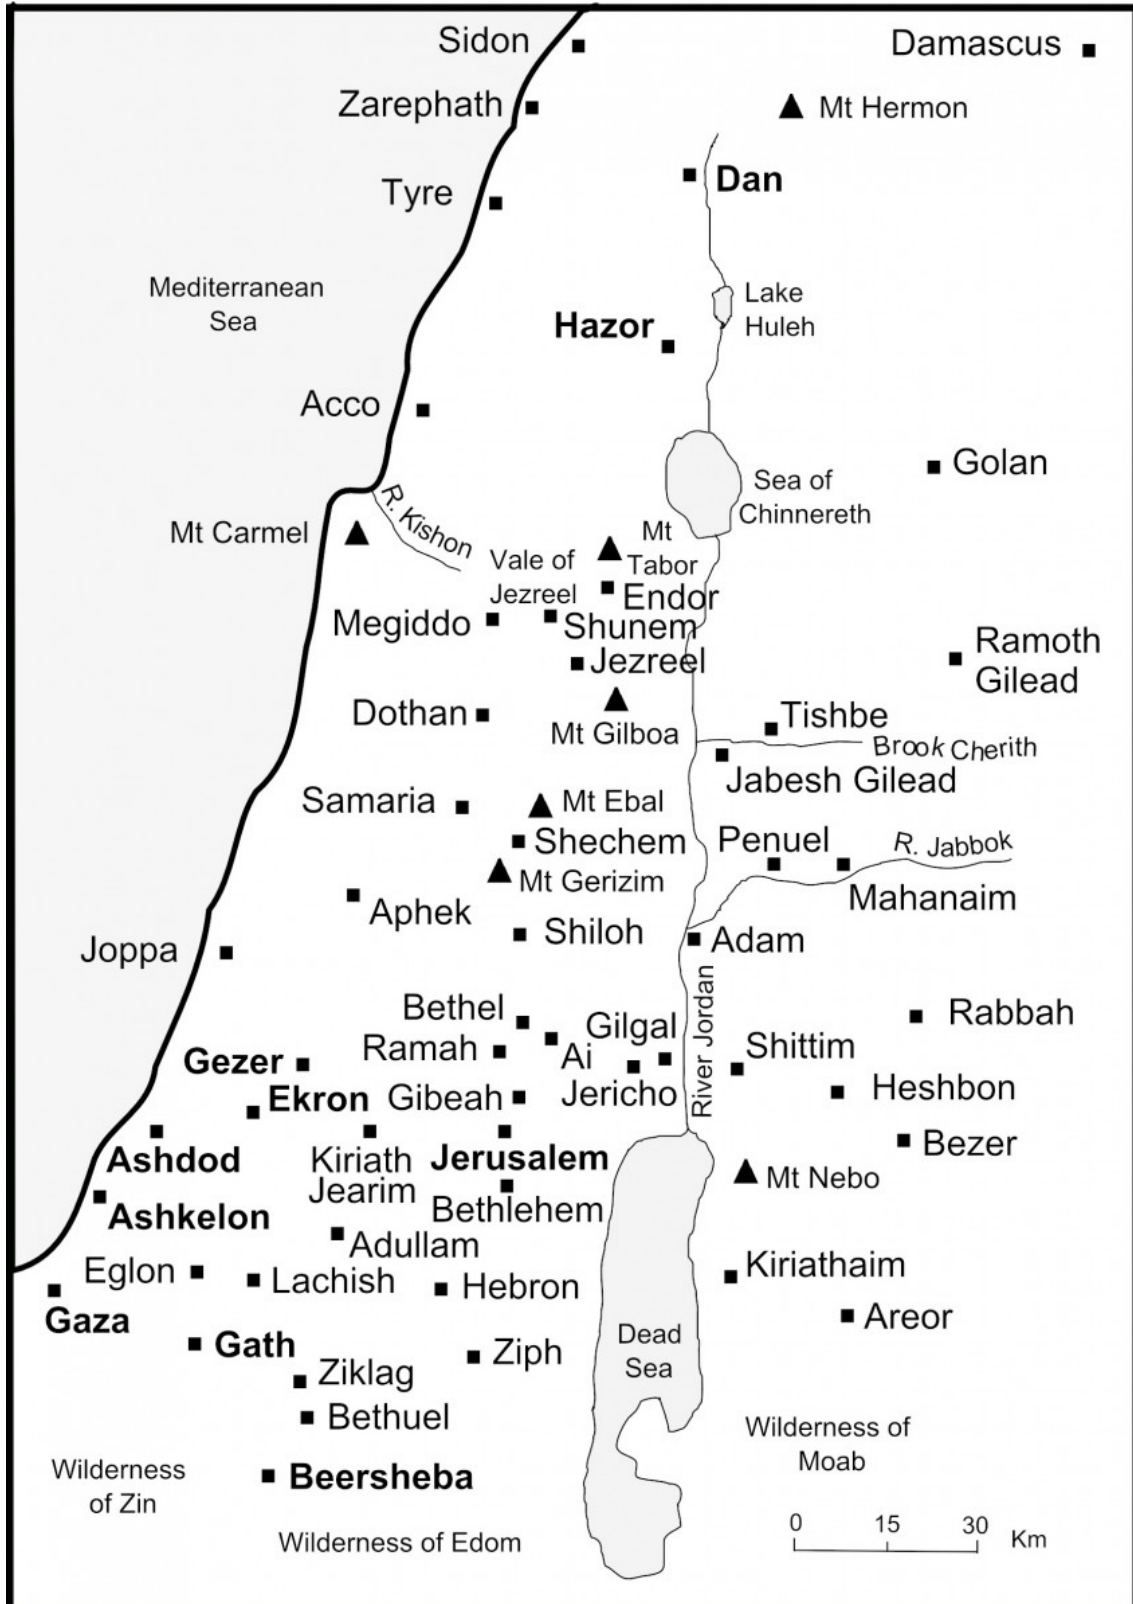 Sidon
Damascus
Zarephath
Mt Hermon
Dan
Tyre
Mediterranean
Sea
Lake
Huleh
Hazor
Acco
Golan
Sea of
Chinnereth
R. Kishon
Mt Carmel
Mt
Tabor
Vale of
Jezreel
Endor
Megiddo
Shunem
Ramoth
Gilead
Jezreel
Dothan
Tishbe
Mt Gilboa
Brook Cherith
Jabesh Gilead
Samaria
Mt Ebal
Shechem
Penuel
R. Jabbok
Mt Gerizim
Mahanaim
Aphek
Shiloh
Adam
Joppa
River Jordan
Bethel
Gilgal
Rabbah
Ramah
Ai
Shittim
Gezer
Jericho
Heshbon
Ekron
Gibeah
Bezer
Ashdod
Kiriath
Jearim
Jerusalem
Mt Nebo
Bethlehem
Ashkelon
Adullam
Eglon
Lachish
Hebron
Kiriathaim
Gaza
Areor
Gath
Ziph
Dead
Sea
Ziklag
Bethuel
Wilderness of
Moab
Wilderness
of Zin
Beersheba
Wilderness of Edom
0 15 30 Km